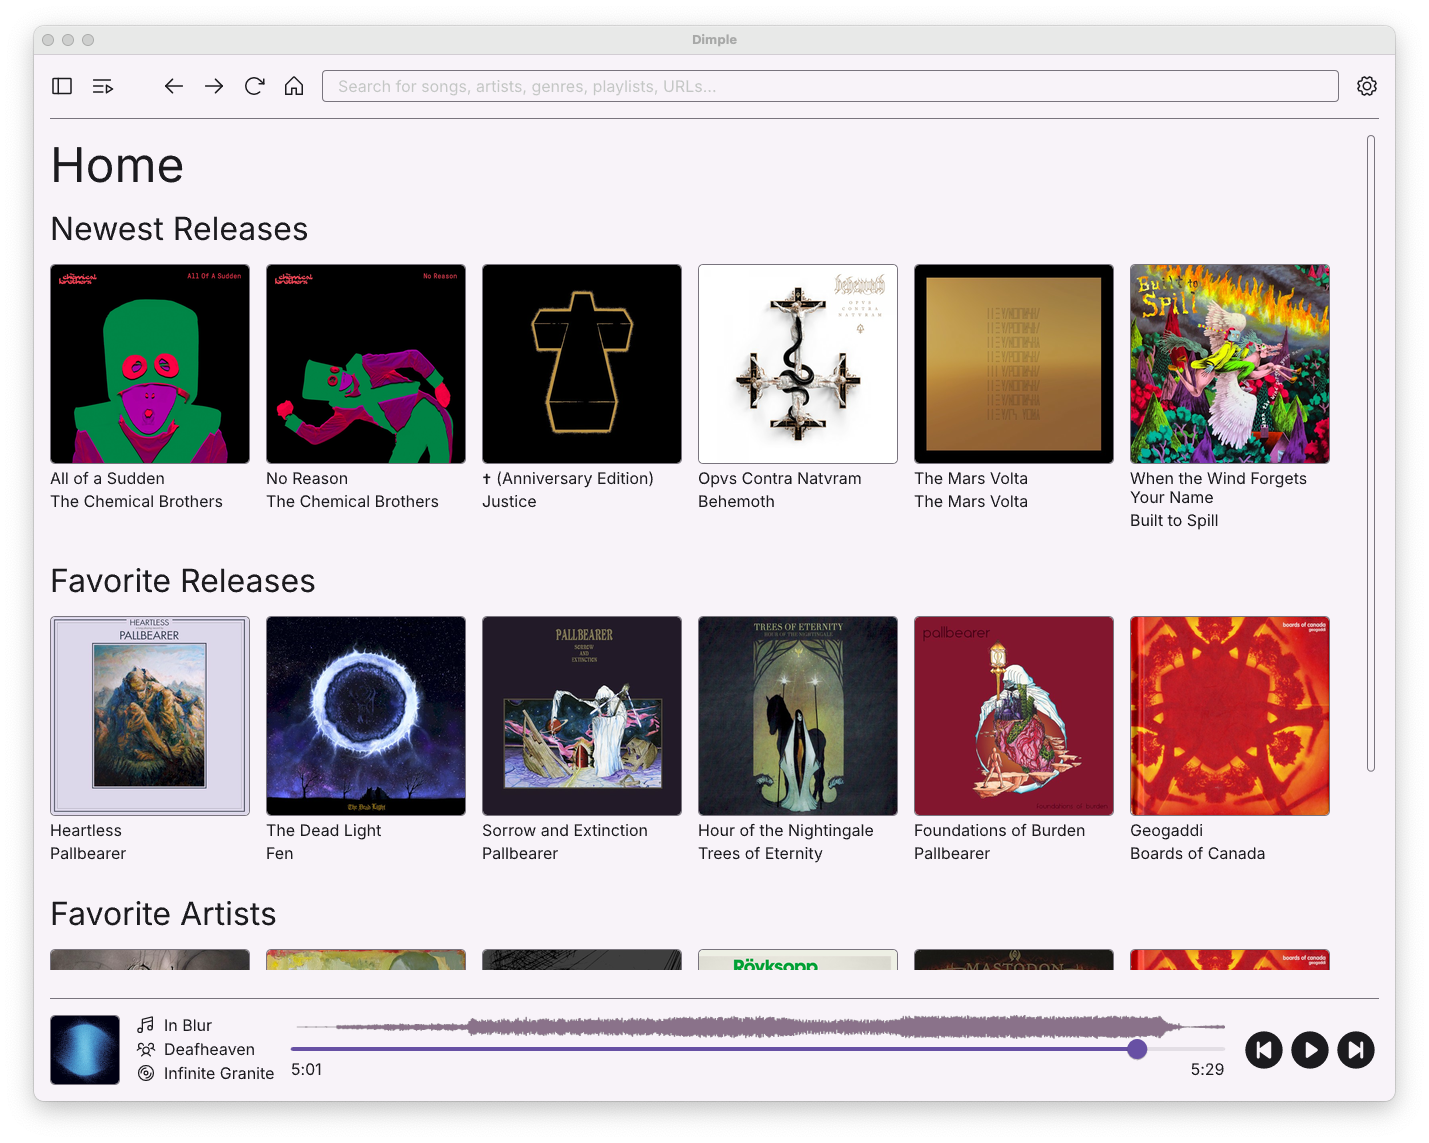 Dimple
Search for songs, artists, genres, playlists, URLs...
Home
Newest Releases
the chemical brothers
All Of A Sudden
the chemical brothers
No Reason
behemoth
OPVS
CONTRA
NATVRAM
Built to
Spill
All of a Sudden
The Chemical Brothers
No Reason
The Chemical Brothers
✝ (Anniversary Edition)
Justice
Opvs Contra Natvram
Behemoth
The Mars Volta
The Mars Volta
When the Wind Forgets
Your Name
Built to Spill
Favorite Releases
HEARTLESS
PALLBEARER
The Dead Light
PALLBEARER
SORROW
AND
EXTINCTION
TREES OF ETERNITY
HOUR OF THE NIGHTINGALE
pallbearer
foundations of burden
boards of canada
geogaddi
Heartless
Pallbearer
The Dead Light
Fen
Sorrow and Extinction
Pallbearer
Hour of the Nightingale
Trees of Eternity
Foundations of Burden
Pallbearer
Geogaddi
Boards of Canada
Favorite Artists
Röyksopp
MASTODON
boards of canada
geogaddi
In Blur
Deafheaven
Infinite Granite
5:01
5:29